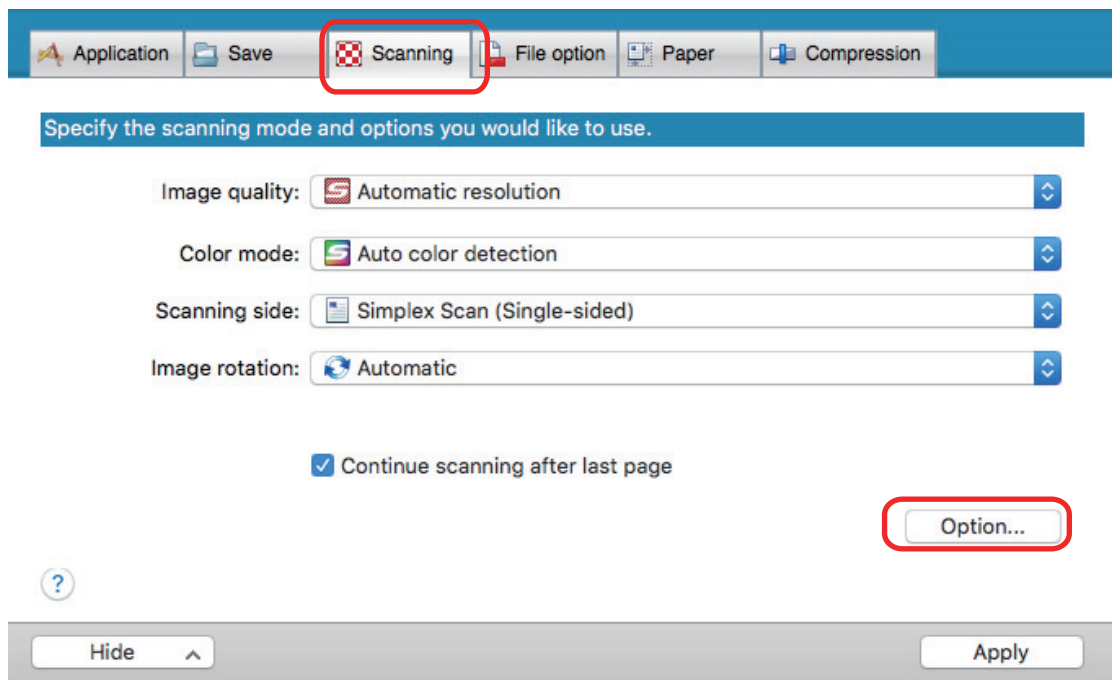 Application Save Scanning File option Paper Compression
Specify the scanning mode and options you would like to use.
Image quality: Automatic resolution
Color mode: Auto color detection
Scanning side: Simplex Scan (Single-sided)
Image rotation: Automatic
Continue scanning after last page
Option...
?
Hide Apply